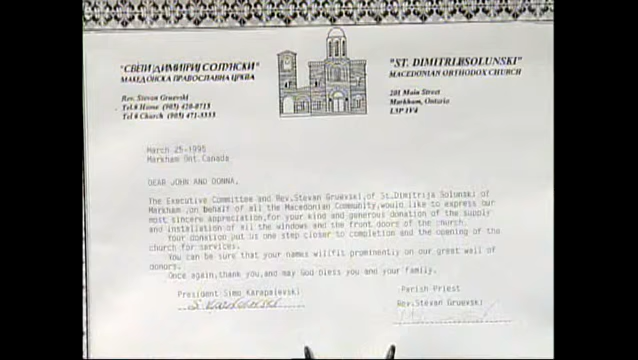 "СВЕТИ ДИМИТРИЈ СОЛУНСКИ"
МАКЕДОНСКА ПРАВОСЛАВНА ЦРКВА
Rev. Stevan Gruevski
Tel.# Home (905) 420-0713
Tel # Church (905) 471-5555
"ST. DIMITRIJA SOLUNSKI"
MACEDONIAN ORTHODOX CHURCH
201 Main Street
Markham, Ontario
L3P 1Y4
March 25-1995
Markham Ont.Canada
DEAR JOHN AND DONNA,
The Executive Committee and Rev.Stevan Gruevski,of St.Dimitrija Solunski of
Markham ,on behalf of all the Macedonian Community,would like to express our
most sincere appreciation,for your kind and generous donation of the supply
and installation of all the windows and the front doors of the church.
Your donation put us one step closer to completion and the opening of the
church for services.
You can be sure that your names willfit prominently on our great wall of
donors.
Once again,thank you,and may God bless you and your family.
President Simo Karapajevski
Parish Priest
Rev.Stevan Gruevski